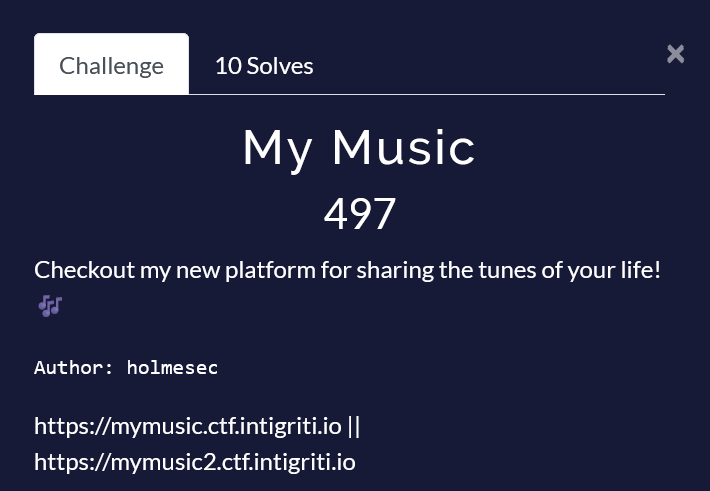 Challenge
10 Solves
×
My Music
497
Checkout my new platform for sharing the tunes of your life!
🎶
Author: holmesec
https://mymusic.ctf.intigriti.io ||
https://mymusic2.ctf.intigriti.io